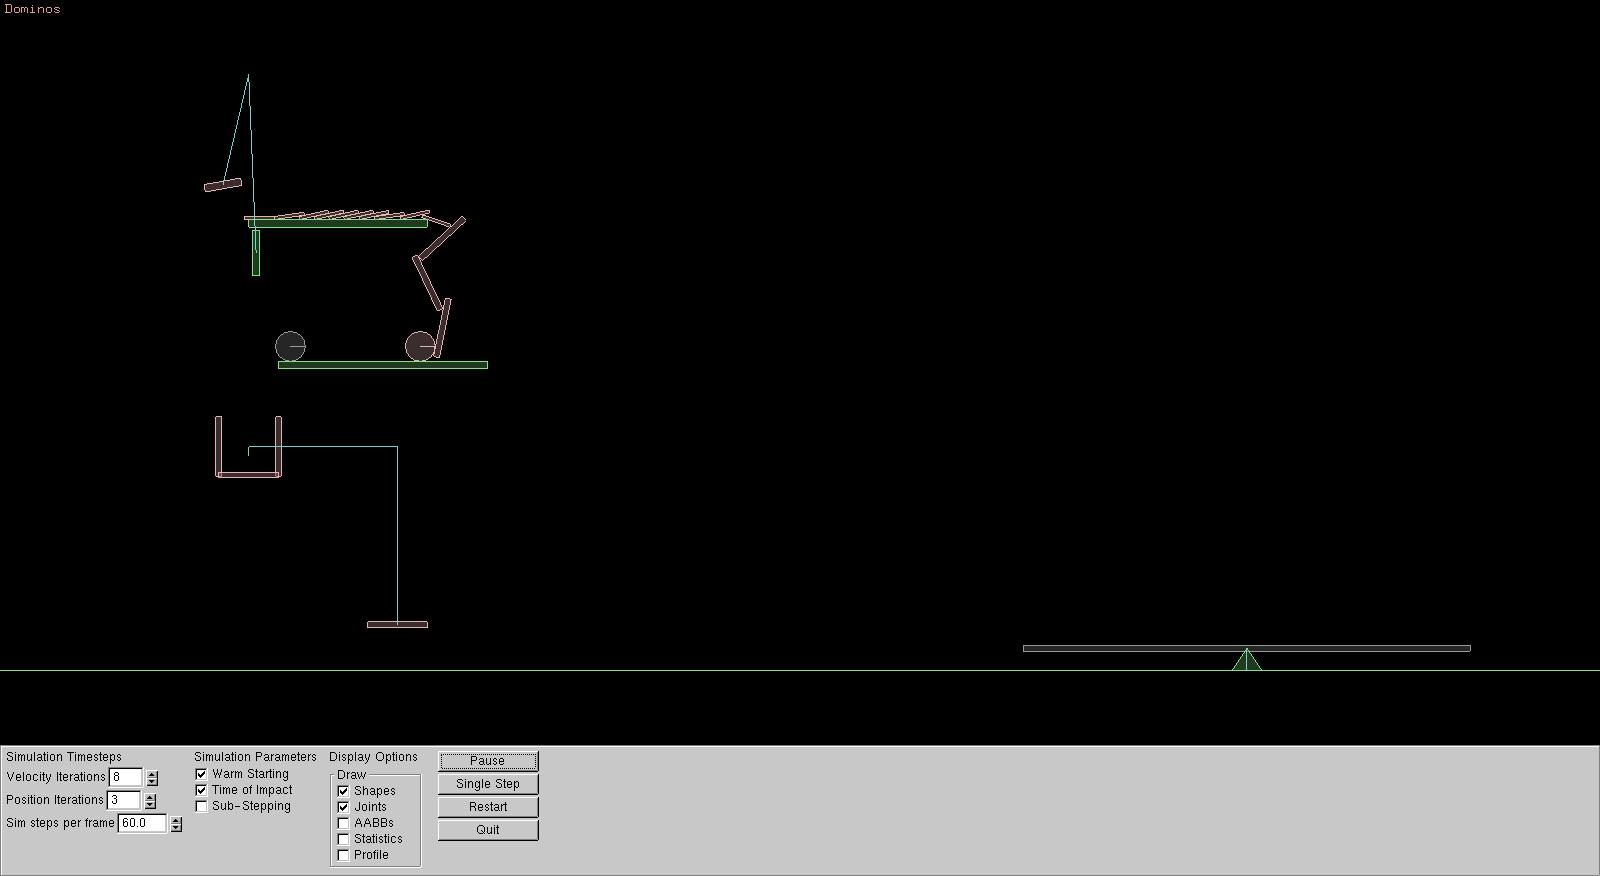 Dominos
Simulation Timesteps
Velocity Iterations 8
Position Iterations 3
Sim steps per frame 60.0
Simulation Parameters
Warm Starting
Time of Impact
Sub-Stepping
Display Options
Draw
Shapes
Joints
AABBs
Statistics
Profile
Pause
Single Step
Restart
Quit